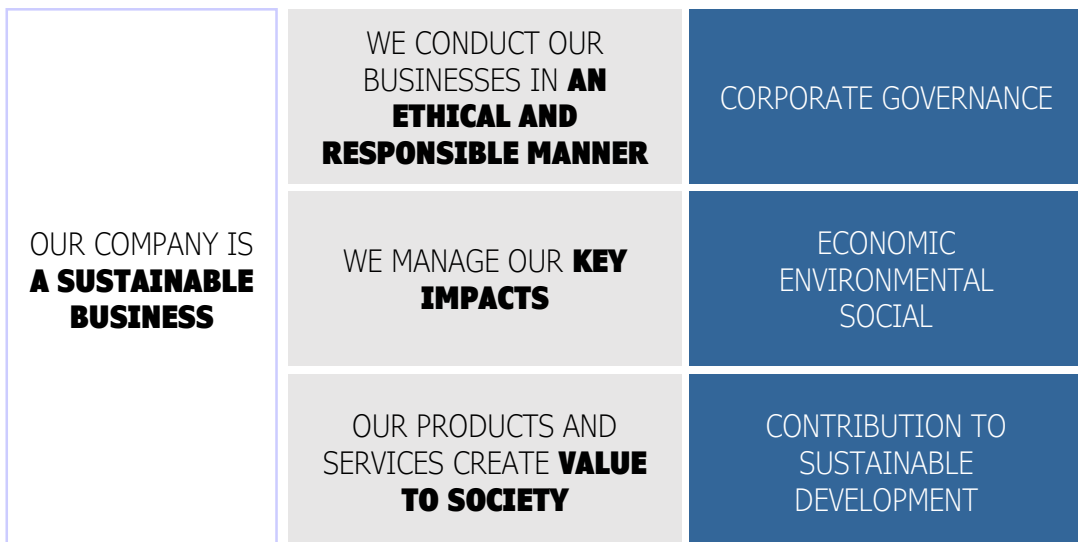 OUR COMPANY IS
A SUSTAINABLE
BUSINESS
WE CONDUCT OUR
BUSINESSES IN AN
ETHICAL AND
RESPONSIBLE MANNER
CORPORATE GOVERNANCE
WE MANAGE OUR KEY
IMPACTS
ECONOMIC
ENVIRONMENTAL
SOCIAL
OUR PRODUCTS AND
SERVICES CREATE VALUE
TO SOCIETY
CONTRIBUTION TO
SUSTAINABLE
DEVELOPMENT